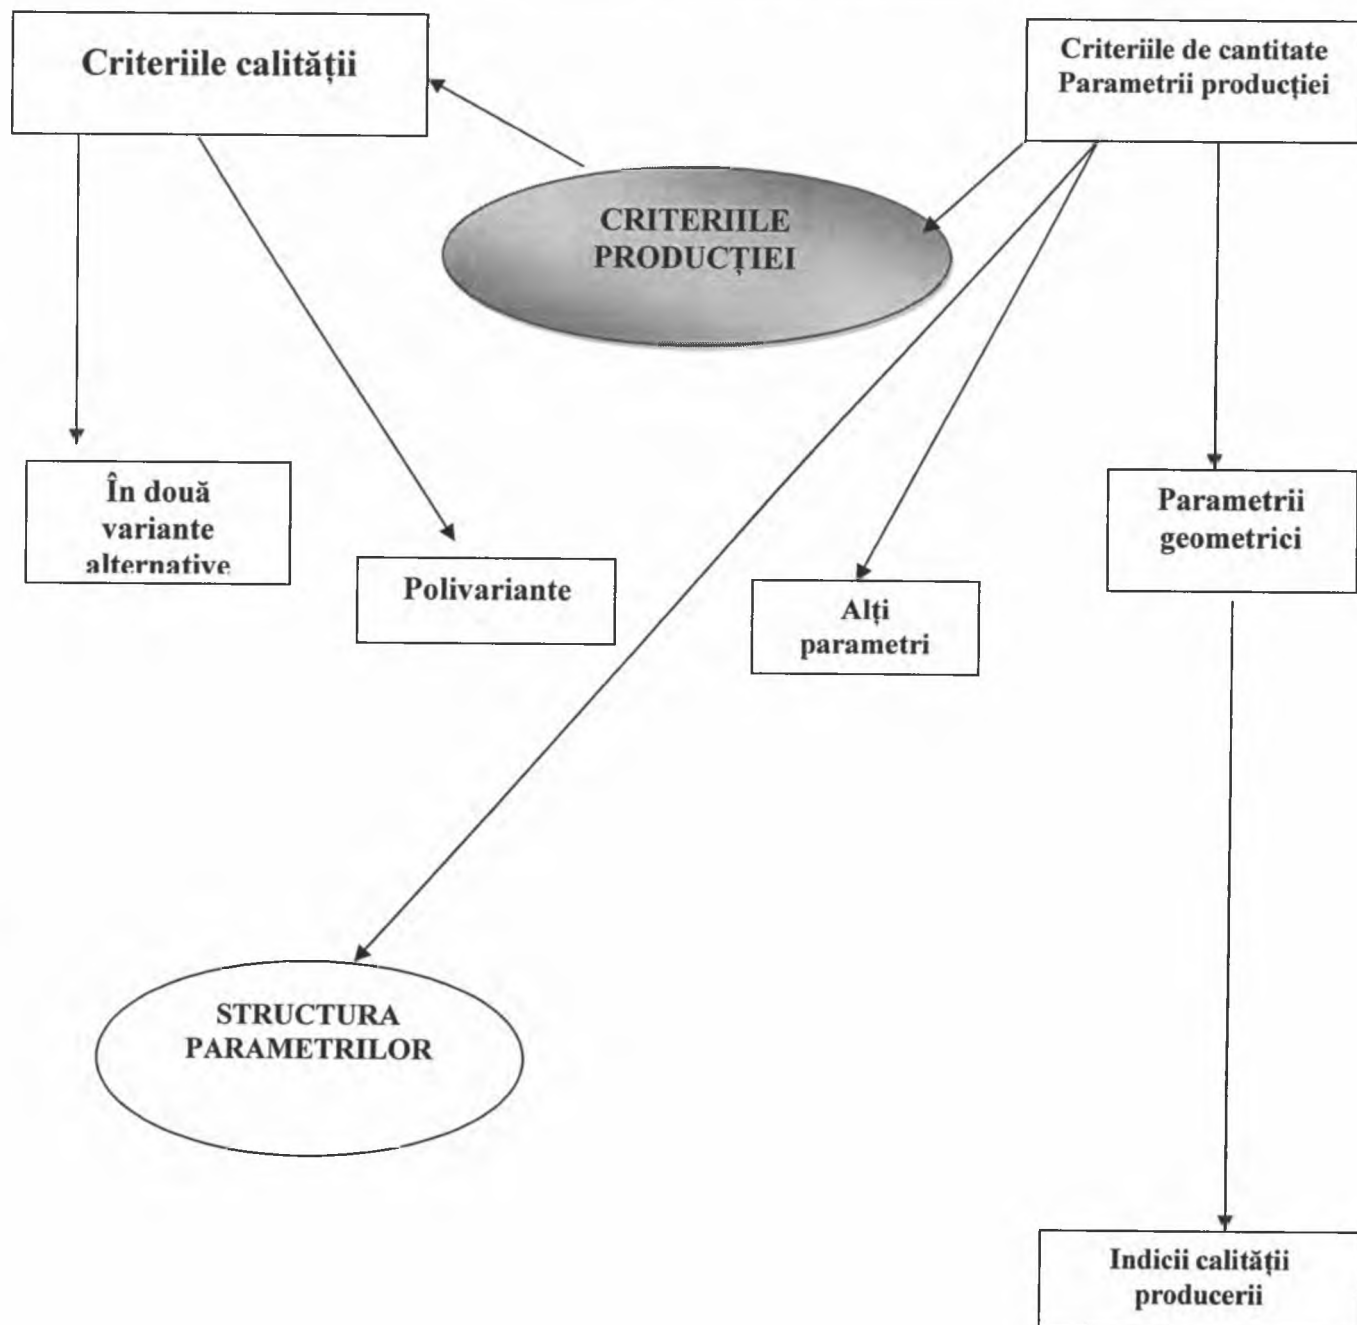 Criteriile calității
Criteriile de cantitate
Parametrii producției
CRITERIILE
PRODUCȚIEI
În două
variante
alternative
Polivariante
Alți
parametri
Parametrii
geometrici
STRUCTURA
PARAMETRILOR
Indicii calității
producerii